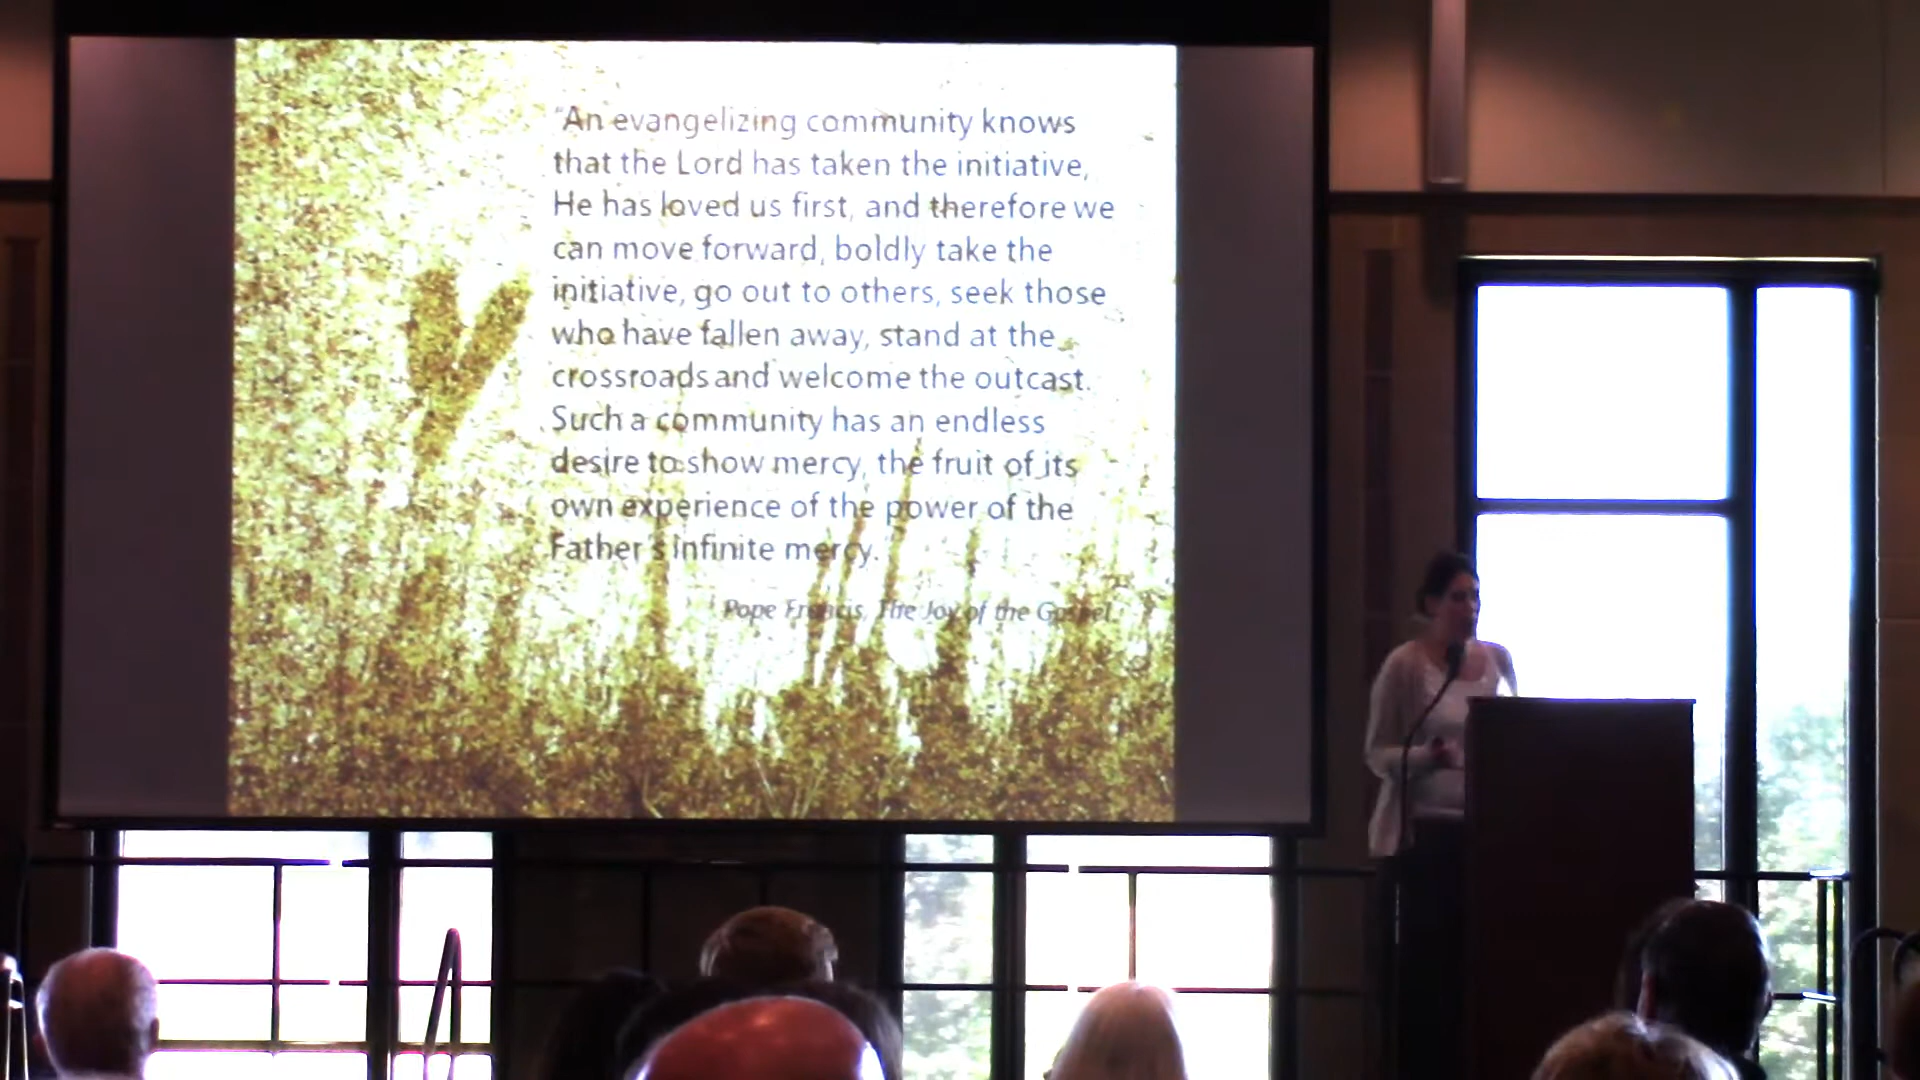 "An evangelizing community knows
that the Lord has taken the initiative,
He has loved us first, and therefore we
can move forward, boldly take the
initiative, go out to others, seek those
who have fallen away, stand at the
crossroads and welcome the outcast.
Such a community has an endless
desire to show mercy, the fruit of its
own experience of the power of the
Father's infinite mercy.
Pope Francis, The Joy of the Gospel